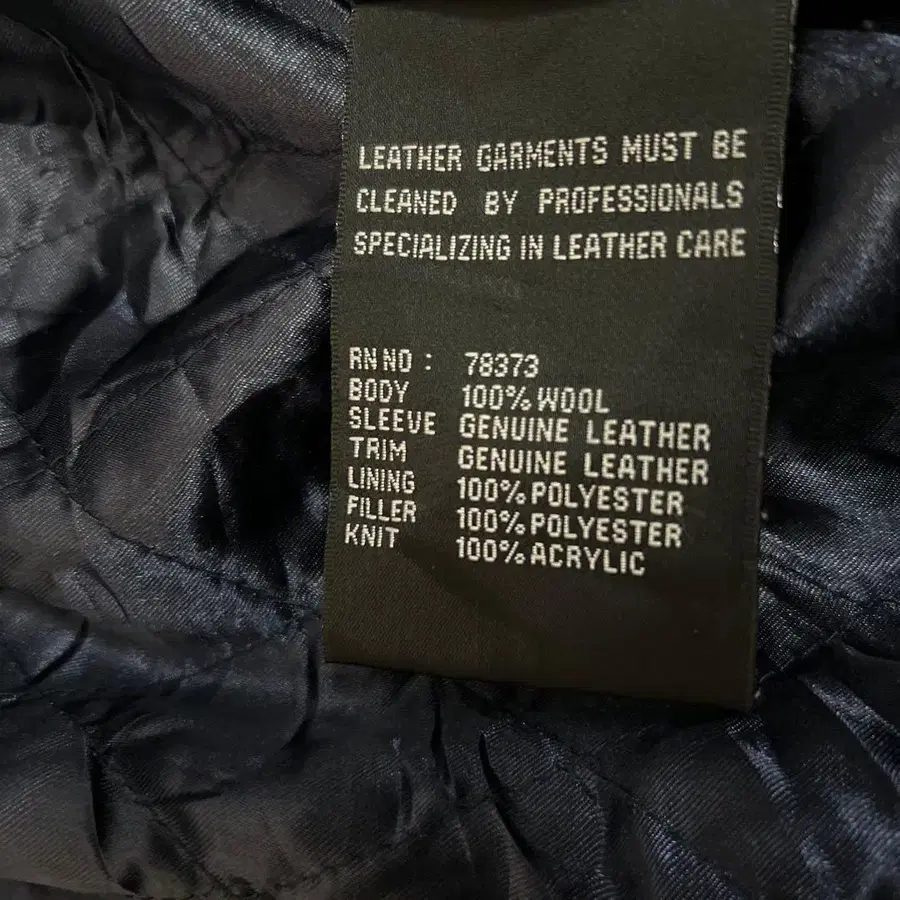 LEATHER GARMENTS MUST BE
CLEANED BY PROFESSIONALS
SPECIALIZING IN LEATHER CARE
RN NO : 78373
BODY 100% WOOL
SLEEVE GENUINE LEATHER
TRIM GENUINE LEATHER
LINING 100% POLYESTER
FILLER 100% POLYESTER
KNIT 100% ACRYLIC